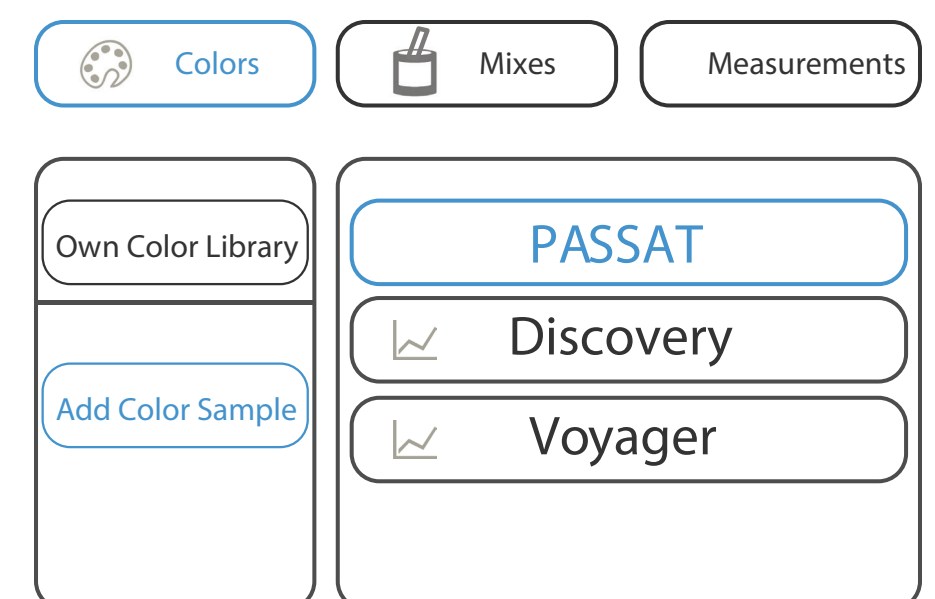 Colors
Mixes
Measurements
Own Color Library
Add Color Sample
PASSAT
Discovery
Voyager